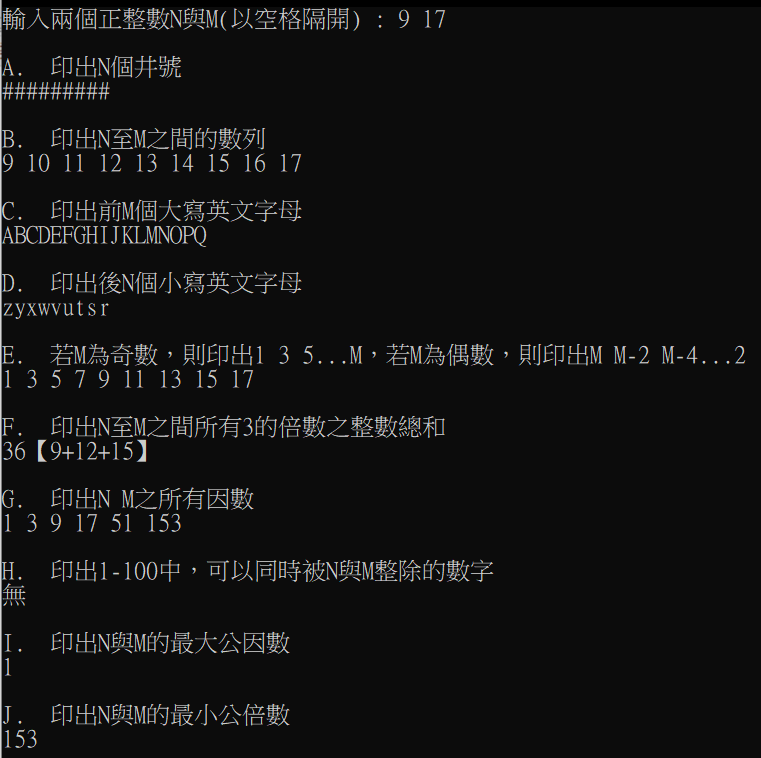 輸入兩個正整數N與M(以空格隔開) : 9 17
A.  印出N個井號
#########
B.  印出N至M之間的數列
9 10 11 12 13 14 15 16 17
C.  印出前M個大寫英文字母
ABCDEFGHIJKLMNOPQ
D.  印出後N個小寫英文字母
zyxwvutsr
E.  若M為奇數，則印出1 3 5...M，若M為偶數，則印出M M-2 M-4...2
1 3 5 7 9 11 13 15 17
F.  印出N至M之間所有3的倍數之整數總和
36【9+12+15】
G.  印出N M之所有因數
1 3 9 17 51 153
H.  印出1-100中，可以同時被N與M整除的數字
無
I.  印出N與M的最大公因數
1
J.  印出N與M的最小公倍數
153